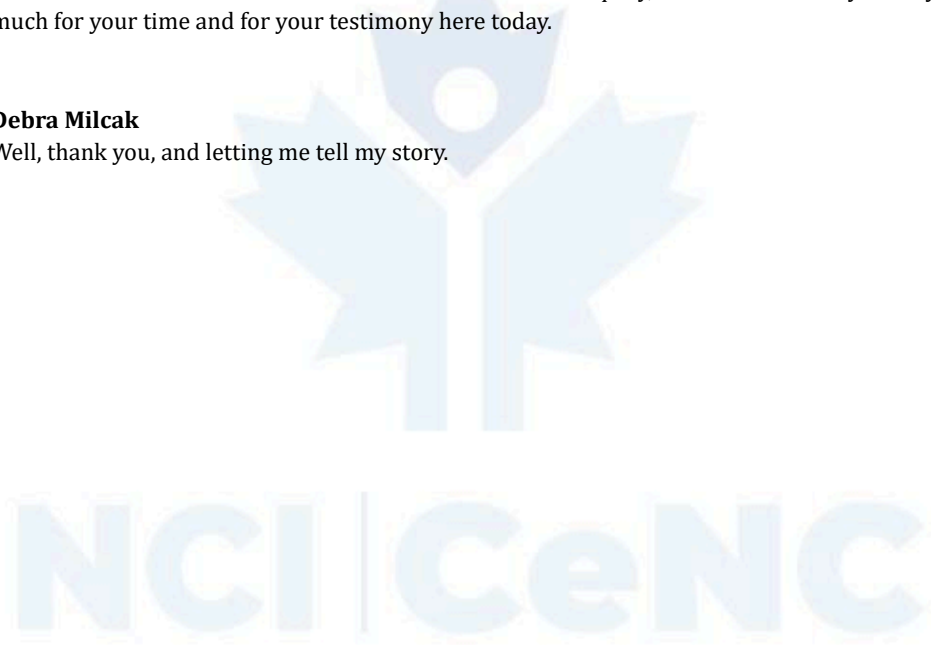 much for your time and for your testimony here today.
Debra Milcak
Well, thank you, and letting me tell my story.
NCI | CeNC